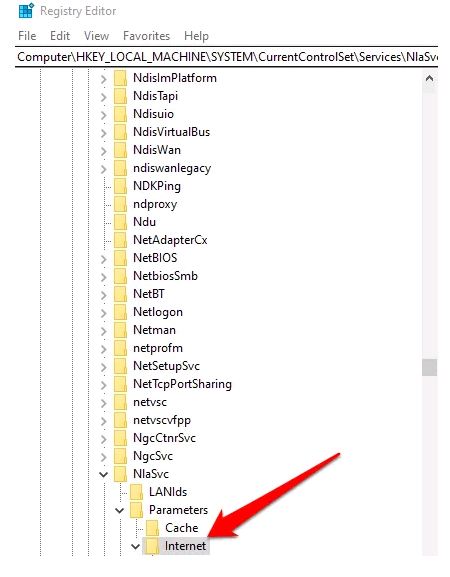 Registry Editor
File Edit View Favorites Help
Computer\HKEY_LOCAL_MACHINE\SYSTEM\CurrentControlSet\Services\NlaSv
NdisImPlatform
NdisTapi
Ndisuio
NdisVirtualBus
NdisWan
ndiswanlegacy
NDKPing
ndproxy
Ndu
NetAdapterCx
NetBIOS
NetbiosSmb
NetBT
Netlogon
Netman
netprofm
NetSetupSvc
NetTcpPortSharing
netvsc
netvscvfpp
NgcCtnrSvc
NgcSvc
NlaSvc
LANIds
Parameters
Cache
Internet